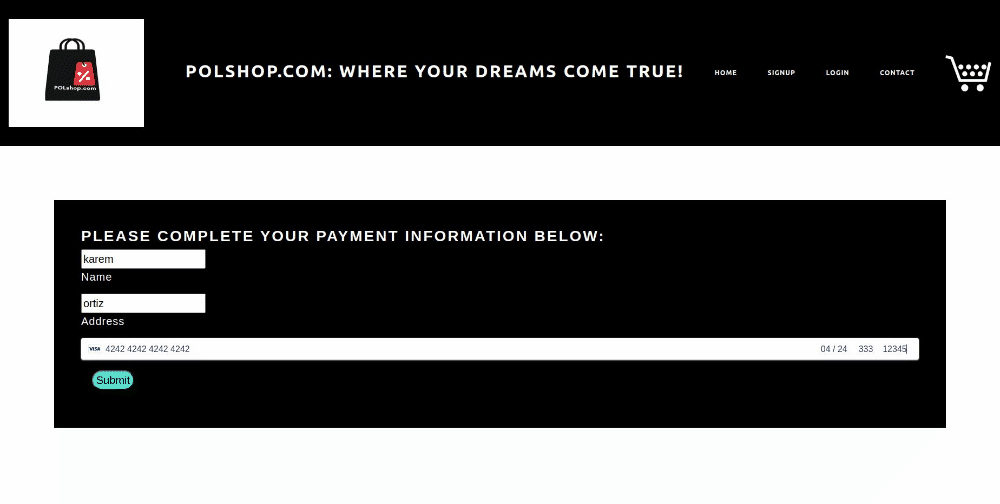 POLshop.com
POLSHOP.COM: WHERE YOUR DREAMS COME TRUE!
HOME SIGNUP LOGIN CONTACT
PLEASE COMPLETE YOUR PAYMENT INFORMATION BELOW:
karem
Name
ortiz
Address
VISA 4242 4242 4242 4242 04 / 24 333 12345
Submit